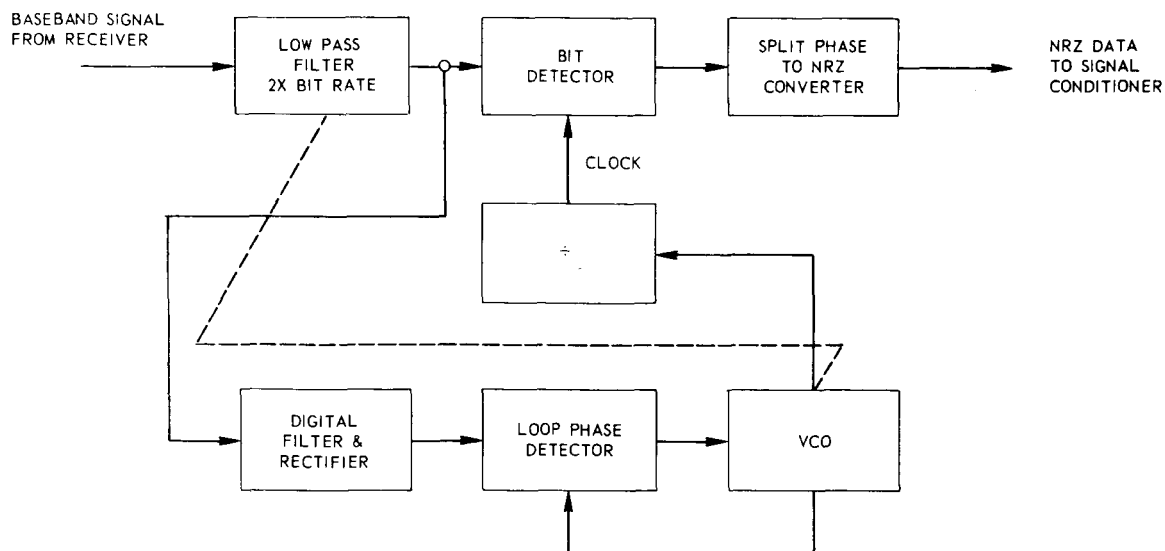 BASEBAND SIGNAL
FROM RECEIVER
LOW PASS
FILTER
2X BIT RATE
BIT
DETECTOR
SPLIT PHASE
TO NRZ
CONVERTER
NRZ DATA
TO SIGNAL
CONDITIONER
CLOCK
÷
DIGITAL
FILTER &
RECTIFIER
LOOP PHASE
DETECTOR
VCO